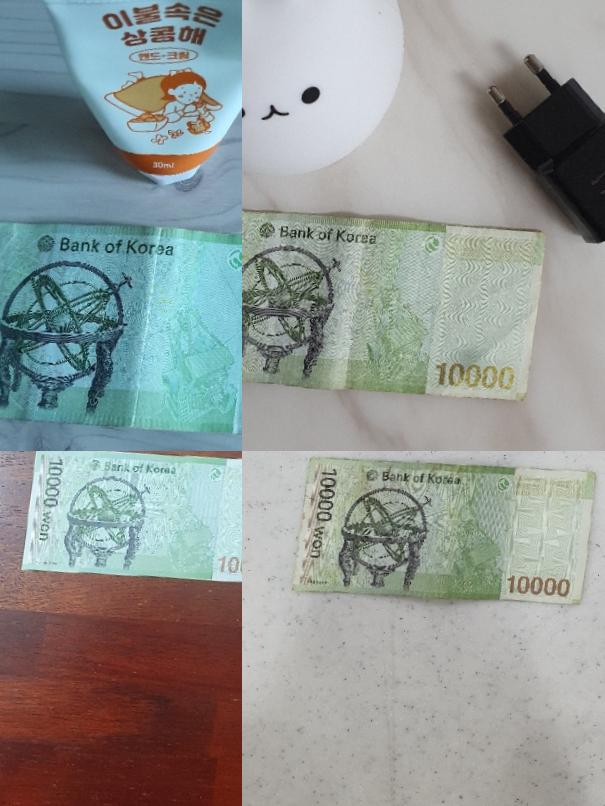 이불속은
상콤해
핸드크림
30ml
Bank of Korea
Bank of Korea
10000
10000 won
Bank of Korea
10
10000 won
Bank of Korea
10000